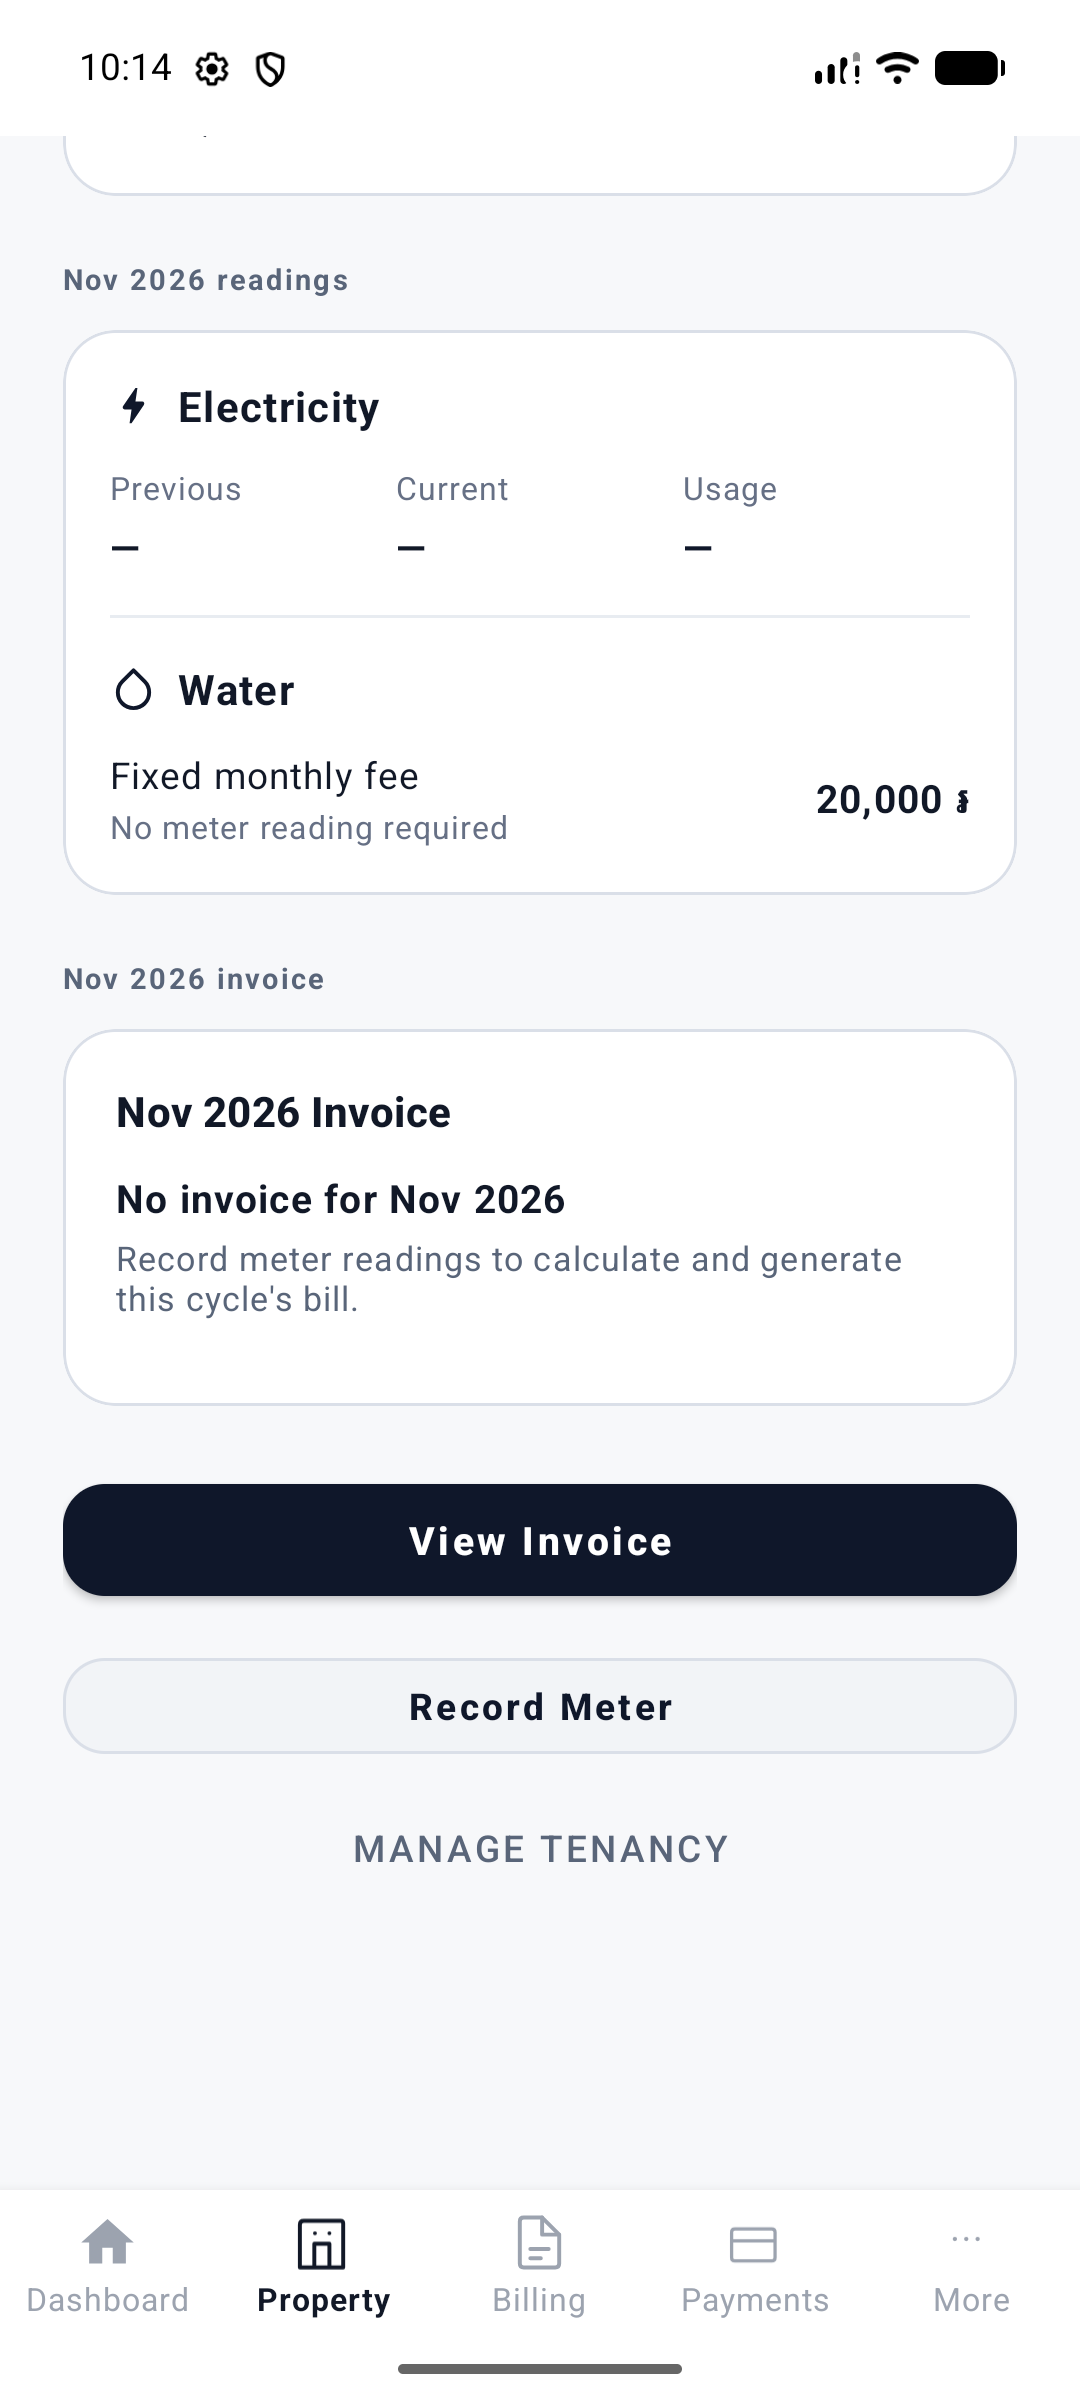 10:14
Nov 2026 readings
Electricity
Previous Current Usage
– – –
Water
Fixed monthly fee
20,000 ៛
No meter reading required
Nov 2026 invoice
Nov 2026 Invoice
No invoice for Nov 2026
Record meter readings to calculate and generate
this cycle's bill.
View Invoice
Record Meter
MANAGE TENANCY
Dashboard Property Billing Payments More